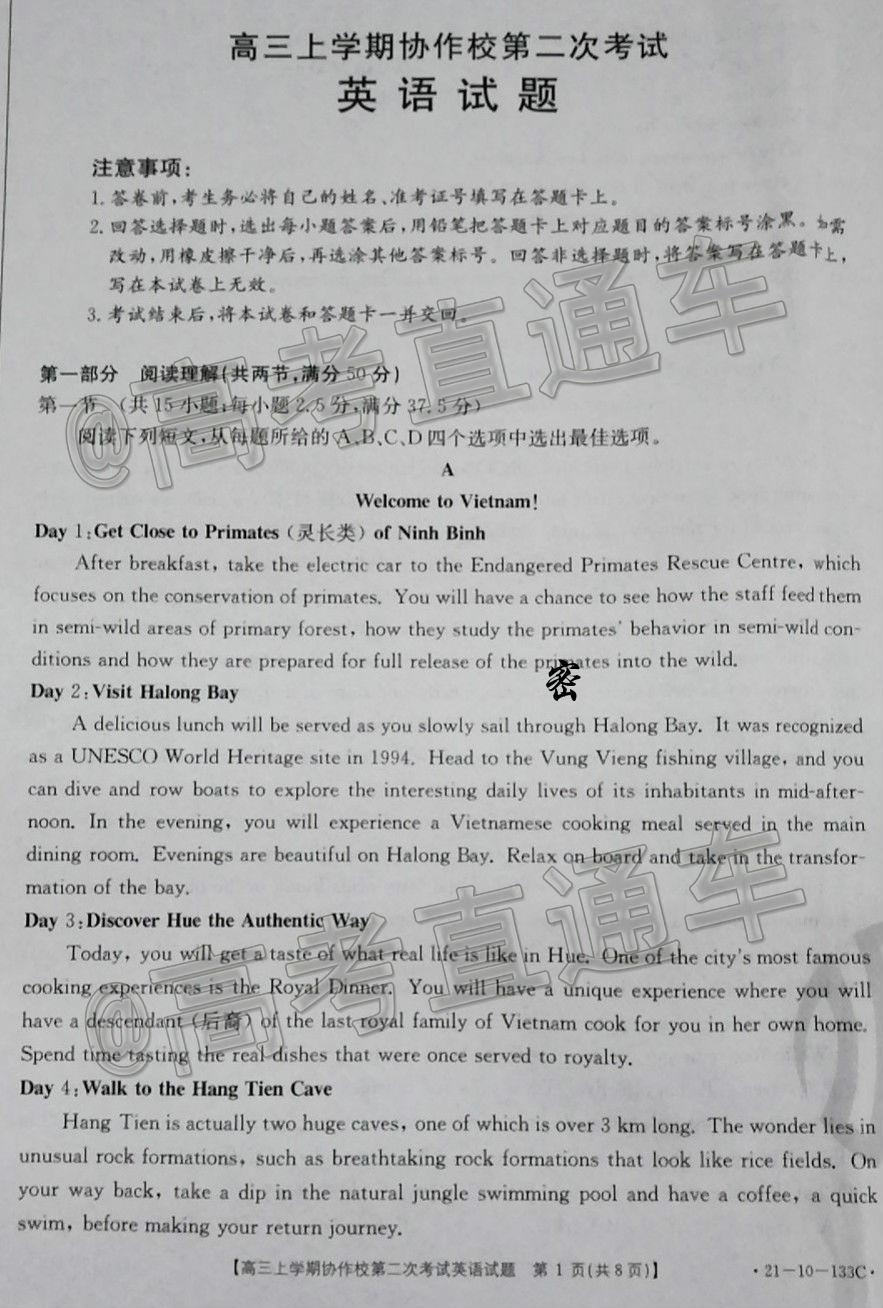 高三上学期协作校第二次考试
英语试题
注意事项:
1. 答卷前,考生务必将自己的姓名、准考证号填写在答题卡上。
2. 回答选择题时,选出每小题答案后,用铅笔把答题卡上对应题目的答案标号涂黑。如需
改动,用橡皮擦干净后,再选涂其他答案标号。回答非选择题时,将答案写在答题卡上,
写在本试卷上无效。
3. 考试结束后,将本试卷和答题卡一并交回。
第一部分 阅读理解(共两节,满分50分)
第一节 (共15小题;每小题2.5分,满分37.5分)
阅读下列短文,从每题所给的A、B、C、D四个选项中选出最佳选项。
A
Welcome to Vietnam!
Day 1:Get Close to Primates (灵长类) of Ninh Binh
After breakfast, take the electric car to the Endangered Primates Rescue Centre, which
focuses on the conservation of primates. You will have a chance to see how the staff feed them
in semi-wild areas of primary forest, how they study the primates' behavior in semi-wild con-
ditions and how they are prepared for full release of the primates into the wild.
密
Day 2:Visit Halong Bay
A delicious lunch will be served as you slowly sail through Halong Bay. It was recognized
as a UNESCO World Heritage site in 1994. Head to the Vung Vieng fishing village, and you
can dive and row boats to explore the interesting daily lives of its inhabitants in mid-after-
noon. In the evening, you will experience a Vietnamese cooking meal served in the main
dining room. Evenings are beautiful on Halong Bay. Relax on board and take in the transfor-
mation of the bay.
Day 3:Discover Hue the Authentic Way
Today, you will get a taste of what real life is like in Hue. One of the city's most famous
cooking experiences is the Royal Dinner. You will have a unique experience where you will
have a descendant (后裔) of the last royal family of Vietnam cook for you in her own home.
Spend time tasting the real dishes that were once served to royalty.
Day 4:Walk to the Hang Tien Cave
Hang Tien is actually two huge caves, one of which is over 3 km long. The wonder lies in
unusual rock formations, such as breathtaking rock formations that look like rice fields. On
your way back, take a dip in the natural jungle swimming pool and have a coffee, a quick
swim, before making your return journey.
【高三上学期协作校第二次考试英语试题 第1页(共8页)】 ·21-10-133C·
@高考直通车
@高考直通车